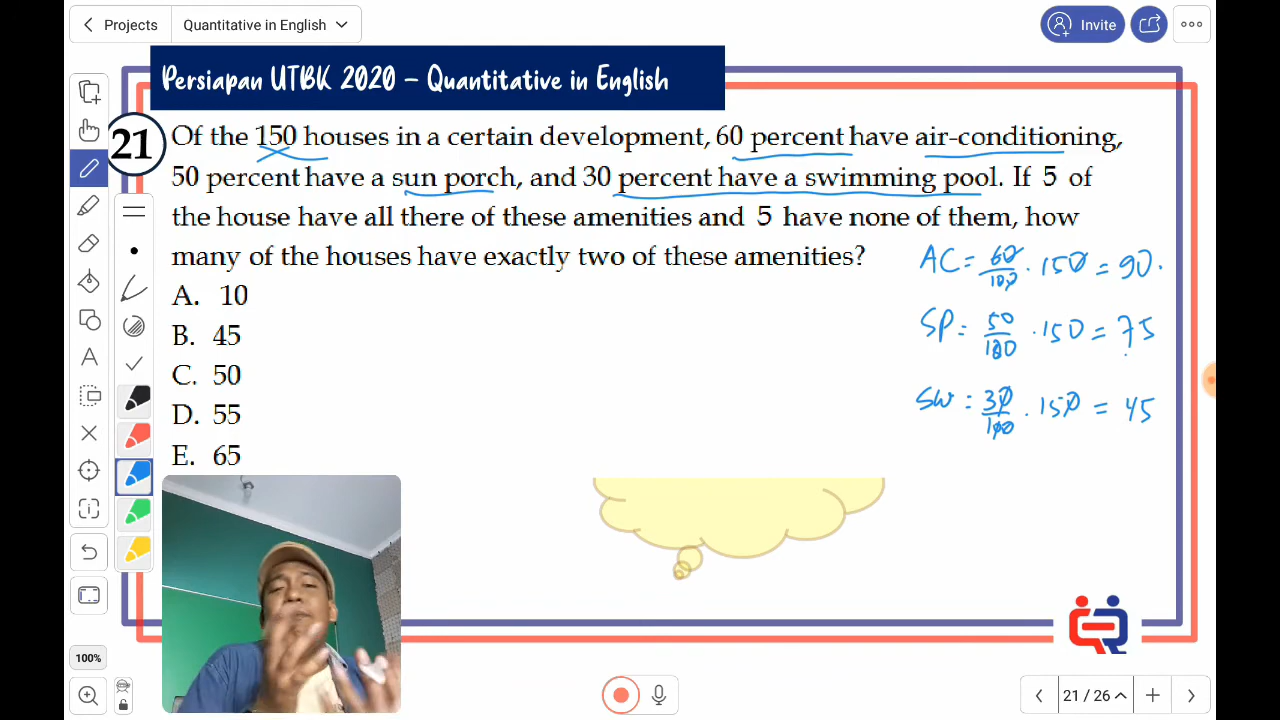 Projects
Quantitative in English
Invite
Persiapan UTBK 2020 – Quantitative in English
21
Of the 150 houses in a certain development, 60 percent have air-conditioning,
50 percent have a sun porch, and 30 percent have a swimming pool. If 5 of
the house have all there of these amenities and 5 have none of them, how
many of the houses have exactly two of these amenities?
A. 10
B. 45
C. 50
D. 55
E. 65
AC = 60/100 · 150 = 90.
SP = 50/100 · 150 = 75
SW = 30/100 · 150 = 45
A
100%
21 / 26